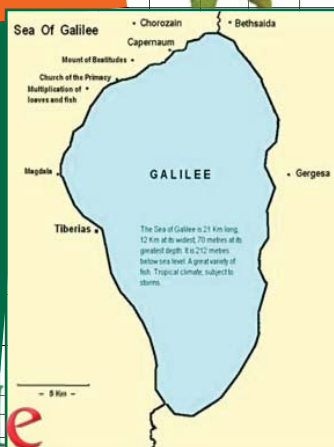 Sea Of Galilee
Chorozain
Bethsaida
Capernaum
Mount of Beatitudes
Church of the Primacy
Multiplication of
loaves and fish
Magdala
GALILEE
Gergesa
Tiberias
The Sea of Galilee is 21 Km long,
12 Km at its widest, 70 metres at its
greatest depth. It is 212 metres
below sea level. A great variety of
fish. Tropical climate, subject to
storms.
- 5 Km -
e